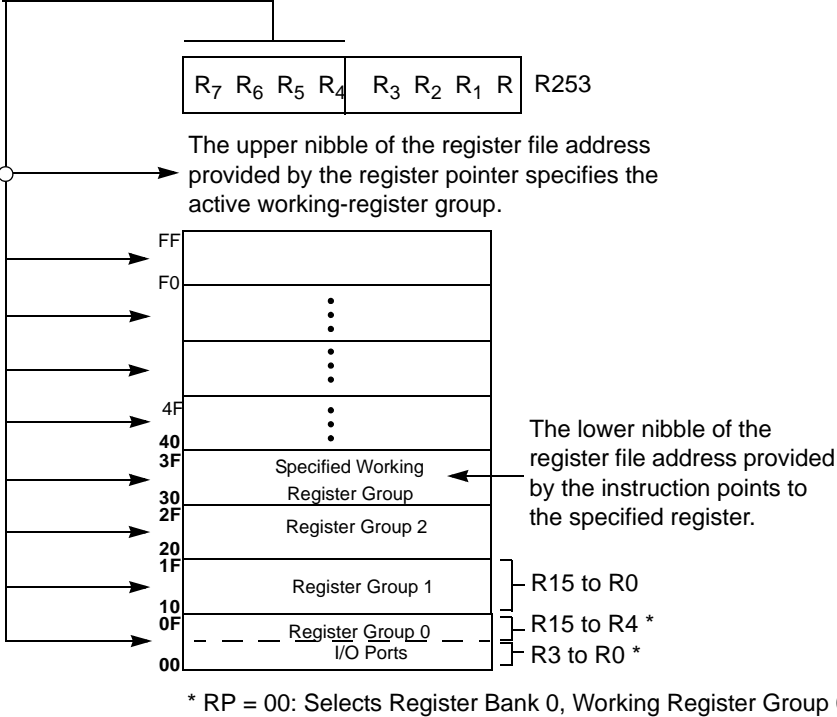 R7 R6 R5 R4 R3 R2 R1 R R253
The upper nibble of the register file address
provided by the register pointer specifies the
active working-register group.
FF
F0
4F
40
3F
Specified Working
Register Group
30
2F
Register Group 2
20
1F
Register Group 1
10
0F
Register Group 0
I/O Ports
00
The lower nibble of the
register file address provided
by the instruction points to
the specified register.
R15 to R0
R15 to R4 *
R3 to R0 *
* RP = 00: Selects Register Bank 0, Working Register Group